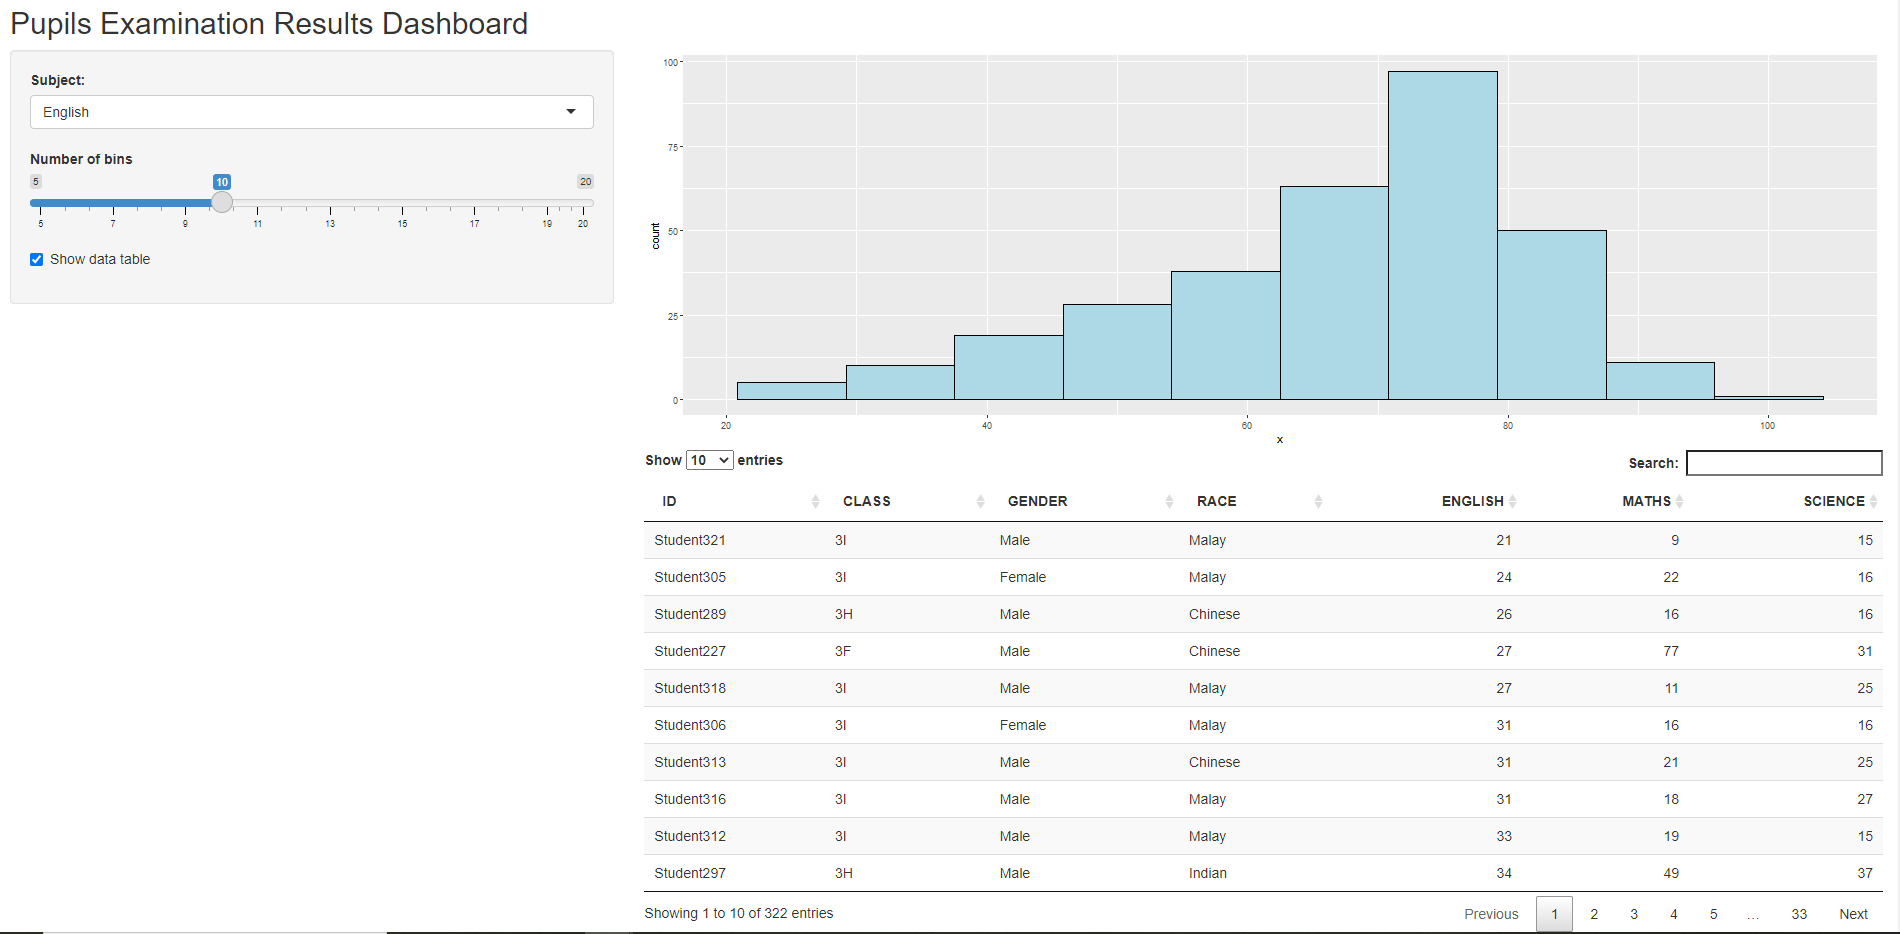 Pupils Examination Results Dashboard
Subject:
English
Number of bins
5 10 20
5 7 9 11 13 15 17 19 20
Show data table
100
75
50
25
0
count
20 40 60 80 100
x
Show 10 entries
Search:
ID CLASS GENDER RACE ENGLISH MATHS SCIENCE
Student321 3I Male Malay 21 9 15
Student305 3I Female Malay 24 22 16
Student289 3H Male Chinese 26 16 16
Student227 3F Male Chinese 27 77 31
Student318 3I Male Malay 27 11 25
Student306 3I Female Malay 31 16 16
Student313 3I Male Chinese 31 21 25
Student316 3I Male Malay 31 18 27
Student312 3I Male Malay 33 19 15
Student297 3H Male Indian 34 49 37
Showing 1 to 10 of 322 entries
Previous 1 2 3 4 5 … 33 Next